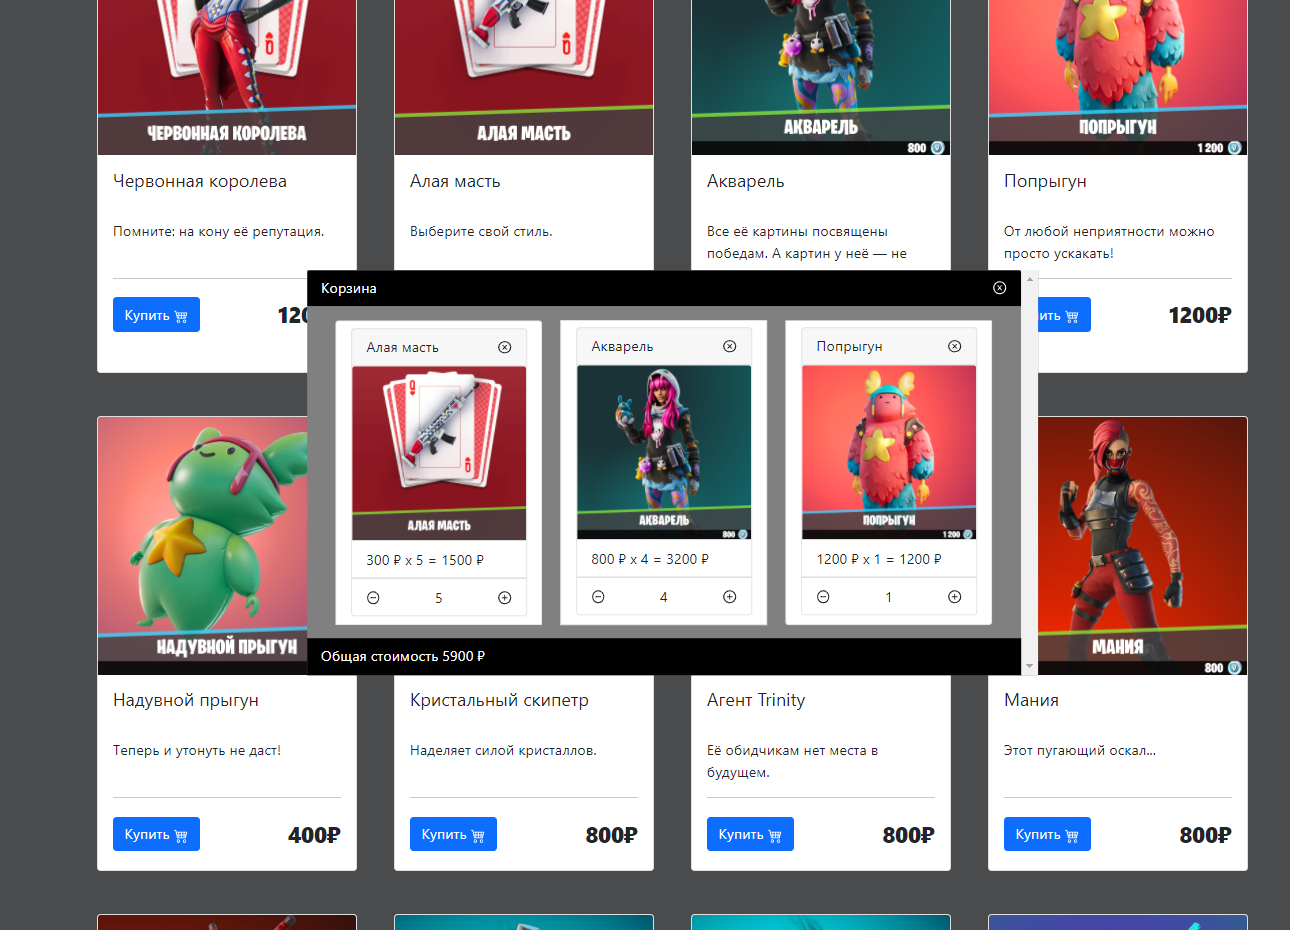 ЧЕРВОННАЯ КОРОЛЕВА
АЛАЯ МАСТЬ
АКВАРЕЛЬ
800
ПОПРЫГУН
1 200
Червонная королева
Алая масть
Акварель
Попрыгун
Помните: на кону её репутация.
Выберите свой стиль.
Все её картины посвящены
победам. А картин у неё — не
От любой неприятности можно
просто ускакать!
Купить
1200₽
Корзина
Алая масть
АЛАЯ МАСТЬ
300 ₽ x 5 = 1500 ₽
5
Акварель
АКВАРЕЛЬ
800
800 ₽ x 4 = 3200 ₽
4
Попрыгун
ПОПРЫГУН
1 200
1200 ₽ x 1 = 1200 ₽
1
Общая стоимость 5900 ₽
НАДУВНОЙ ПРЫГУН
МАНИЯ
800
Надувной прыгун
Кристальный скипетр
Агент Trinity
Мания
Теперь и утонуть не даст!
Наделяет силой кристаллов.
Её обидчикам нет места в
будущем.
Этот пугающий оскал...
Купить
400₽
Купить
800₽
Купить
800₽
Купить
800₽